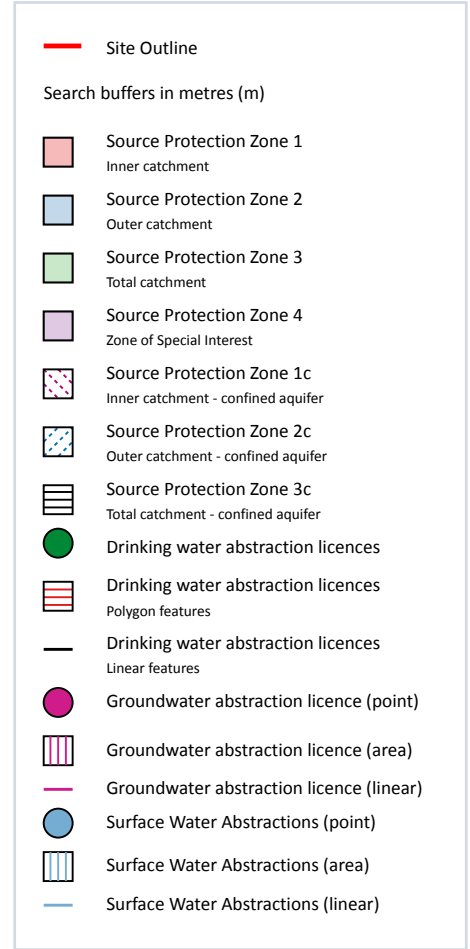 Site Outline
Search buffers in metres (m)
Source Protection Zone 1
Inner catchment
Source Protection Zone 2
Outer catchment
Source Protection Zone 3
Total catchment
Source Protection Zone 4
Zone of Special Interest
Source Protection Zone 1c
Inner catchment - confined aquifer
Source Protection Zone 2c
Outer catchment - confined aquifer
Source Protection Zone 3c
Total catchment - confined aquifer
Drinking water abstraction licences
Drinking water abstraction licences
Polygon features
Drinking water abstraction licences
Linear features
Groundwater abstraction licence (point)
Groundwater abstraction licence (area)
Groundwater abstraction licence (linear)
Surface Water Abstractions (point)
Surface Water Abstractions (area)
Surface Water Abstractions (linear)